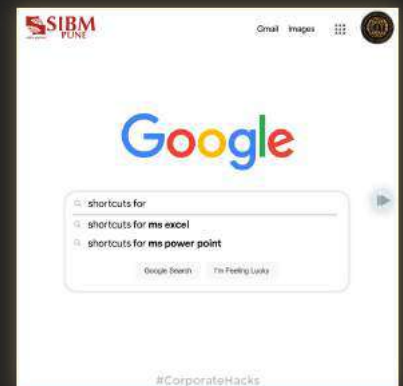 SIBM
PUNE
Gmail Images
Google
shortcuts for
shortcuts for ms excel
shortcuts for ms power point
Google Search I'm Feeling Lucky
#CorporateHacks